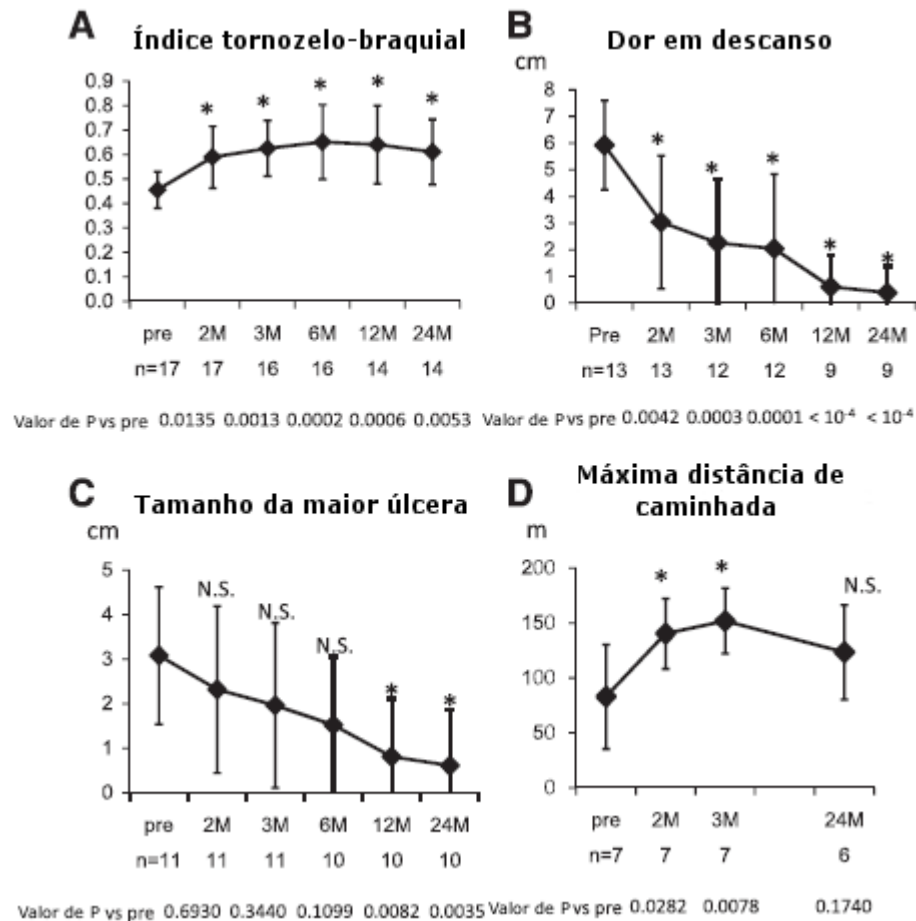 A Índice tornozelo-braquial
0.9
0.8
0.7
0.6
0.5
0.4
0.3
0.2
0.1
0.0
* * * * *
pre 2M 3M 6M 12M 24M
n=17 17 16 16 14 14
Valor de P vs pre 0.0135 0.0013 0.0002 0.0006 0.0053
B Dor em descanso
cm
8
7
6
5
4
3
2
1
0
* * * * *
Pre 2M 3M 6M 12M 24M
n=13 13 12 12 9 9
Valor de P vs pre 0.0042 0.0003 0.0001 < 10-4 < 10-4
C Tamanho da maior úlcera
cm
5
4
3
2
1
0
N.S. N.S. N.S. * *
pre 2M 3M 6M 12M 24M
n=11 11 11 10 10 10
Valor de P vs pre 0.6930 0.3440 0.1099 0.0082 0.0035
D Máxima distância de
caminhada
m
200
150
100
50
0
* * N.S.
pre 2M 3M 24M
n=7 7 7 6
Valor de P vs pre 0.0282 0.0078 0.1740